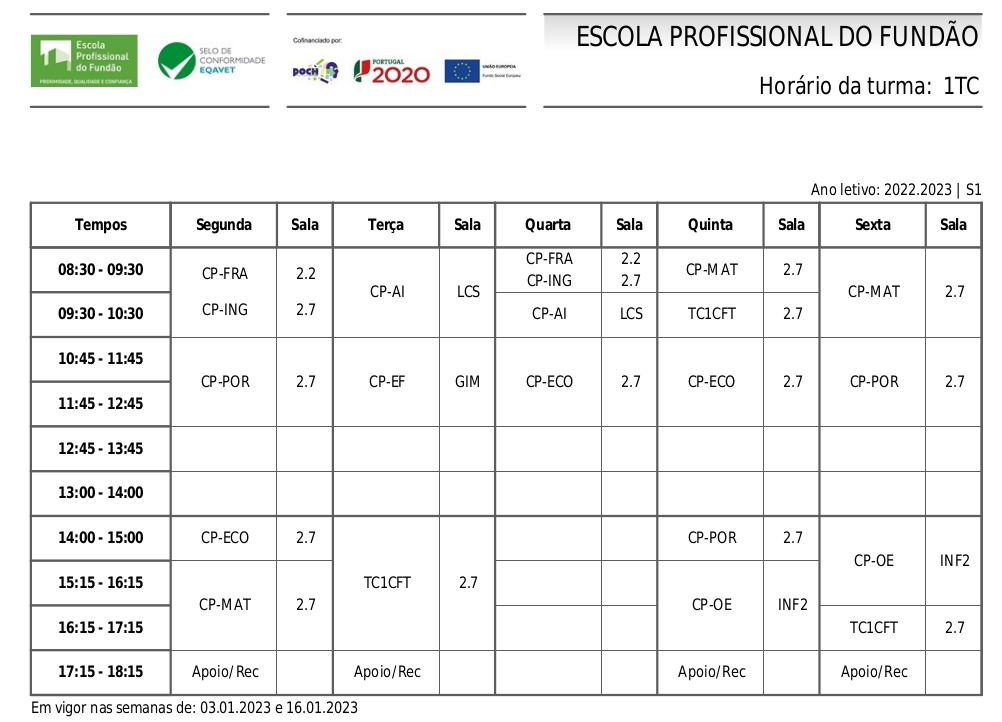 Escola
Profissional
do Fundão
PROXIMIDADE, QUALIDADE E CONFIANÇA
SELO DE
CONFORMIDADE
EQAVET
Cofinanciado por:
POCH
PORTUGAL
2020
UNIÃO EUROPEIA
Fundo Social Europeu
ESCOLA PROFISSIONAL DO FUNDÃO
Horário da turma: 1TC
Ano letivo: 2022.2023 | S1
Tempos Segunda Sala Terça Sala Quarta Sala Quinta Sala Sexta Sala
08:30 - 09:30 CP-FRA 2.2 CP-AI LCS CP-FRA 2.2 CP-MAT 2.7 CP-MAT 2.7
CP-ING 2.7
09:30 - 10:30 CP-ING 2.7 CP-AI LCS TC1CFT 2.7
10:45 - 11:45 CP-POR 2.7 CP-EF GIM CP-ECO 2.7 CP-ECO 2.7 CP-POR 2.7
11:45 - 12:45
12:45 - 13:45
13:00 - 14:00
14:00 - 15:00 CP-ECO 2.7 TC1CFT 2.7 CP-POR 2.7 CP-OE INF2
15:15 - 16:15 CP-MAT 2.7 CP-OE INF2
16:15 - 17:15 TC1CFT 2.7
17:15 - 18:15 Apoio/Rec Apoio/Rec Apoio/Rec Apoio/Rec
Em vigor nas semanas de: 03.01.2023 e 16.01.2023